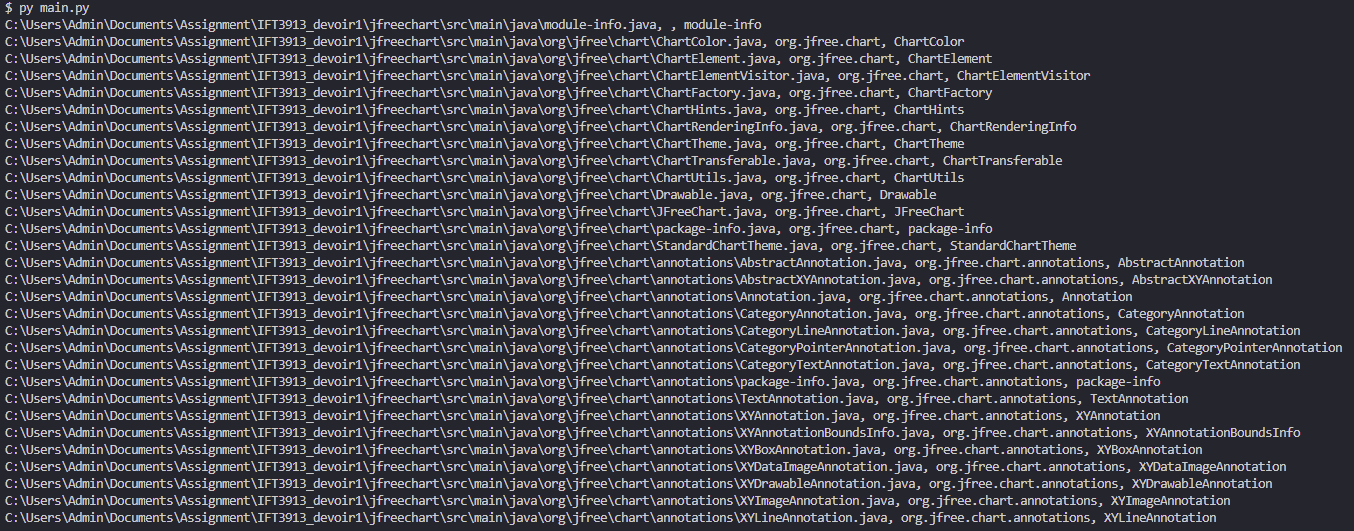 $ py main.py
C:\Users\Admin\Documents\Assignment\IFT3913_devoir1\jfreechart\src\main\java\module-info.java, , module-info
C:\Users\Admin\Documents\Assignment\IFT3913_devoir1\jfreechart\src\main\java\org\jfree\chart\ChartColor.java, org.jfree.chart, ChartColor
C:\Users\Admin\Documents\Assignment\IFT3913_devoir1\jfreechart\src\main\java\org\jfree\chart\ChartElement.java, org.jfree.chart, ChartElement
C:\Users\Admin\Documents\Assignment\IFT3913_devoir1\jfreechart\src\main\java\org\jfree\chart\ChartElementVisitor.java, org.jfree.chart, ChartElementVisitor
C:\Users\Admin\Documents\Assignment\IFT3913_devoir1\jfreechart\src\main\java\org\jfree\chart\ChartFactory.java, org.jfree.chart, ChartFactory
C:\Users\Admin\Documents\Assignment\IFT3913_devoir1\jfreechart\src\main\java\org\jfree\chart\ChartHints.java, org.jfree.chart, ChartHints
C:\Users\Admin\Documents\Assignment\IFT3913_devoir1\jfreechart\src\main\java\org\jfree\chart\ChartRenderingInfo.java, org.jfree.chart, ChartRenderingInfo
C:\Users\Admin\Documents\Assignment\IFT3913_devoir1\jfreechart\src\main\java\org\jfree\chart\ChartTheme.java, org.jfree.chart, ChartTheme
C:\Users\Admin\Documents\Assignment\IFT3913_devoir1\jfreechart\src\main\java\org\jfree\chart\ChartTransferable.java, org.jfree.chart, ChartTransferable
C:\Users\Admin\Documents\Assignment\IFT3913_devoir1\jfreechart\src\main\java\org\jfree\chart\ChartUtils.java, org.jfree.chart, ChartUtils
C:\Users\Admin\Documents\Assignment\IFT3913_devoir1\jfreechart\src\main\java\org\jfree\chart\Drawable.java, org.jfree.chart, Drawable
C:\Users\Admin\Documents\Assignment\IFT3913_devoir1\jfreechart\src\main\java\org\jfree\chart\JFreeChart.java, org.jfree.chart, JFreeChart
C:\Users\Admin\Documents\Assignment\IFT3913_devoir1\jfreechart\src\main\java\org\jfree\chart\package-info.java, org.jfree.chart, package-info
C:\Users\Admin\Documents\Assignment\IFT3913_devoir1\jfreechart\src\main\java\org\jfree\chart\StandardChartTheme.java, org.jfree.chart, StandardChartTheme
C:\Users\Admin\Documents\Assignment\IFT3913_devoir1\jfreechart\src\main\java\org\jfree\chart\annotations\AbstractAnnotation.java, org.jfree.chart.annotations, AbstractAnnotation
C:\Users\Admin\Documents\Assignment\IFT3913_devoir1\jfreechart\src\main\java\org\jfree\chart\annotations\AbstractXYAnnotation.java, org.jfree.chart.annotations, AbstractXYAnnotation
C:\Users\Admin\Documents\Assignment\IFT3913_devoir1\jfreechart\src\main\java\org\jfree\chart\annotations\Annotation.java, org.jfree.chart.annotations, Annotation
C:\Users\Admin\Documents\Assignment\IFT3913_devoir1\jfreechart\src\main\java\org\jfree\chart\annotations\CategoryAnnotation.java, org.jfree.chart.annotations, CategoryAnnotation
C:\Users\Admin\Documents\Assignment\IFT3913_devoir1\jfreechart\src\main\java\org\jfree\chart\annotations\CategoryLineAnnotation.java, org.jfree.chart.annotations, CategoryLineAnnotation
C:\Users\Admin\Documents\Assignment\IFT3913_devoir1\jfreechart\src\main\java\org\jfree\chart\annotations\CategoryPointerAnnotation.java, org.jfree.chart.annotations, CategoryPointerAnnotation
C:\Users\Admin\Documents\Assignment\IFT3913_devoir1\jfreechart\src\main\java\org\jfree\chart\annotations\CategoryTextAnnotation.java, org.jfree.chart.annotations, CategoryTextAnnotation
C:\Users\Admin\Documents\Assignment\IFT3913_devoir1\jfreechart\src\main\java\org\jfree\chart\annotations\package-info.java, org.jfree.chart.annotations, package-info
C:\Users\Admin\Documents\Assignment\IFT3913_devoir1\jfreechart\src\main\java\org\jfree\chart\annotations\TextAnnotation.java, org.jfree.chart.annotations, TextAnnotation
C:\Users\Admin\Documents\Assignment\IFT3913_devoir1\jfreechart\src\main\java\org\jfree\chart\annotations\XYAnnotation.java, org.jfree.chart.annotations, XYAnnotation
C:\Users\Admin\Documents\Assignment\IFT3913_devoir1\jfreechart\src\main\java\org\jfree\chart\annotations\XYAnnotationBoundsInfo.java, org.jfree.chart.annotations, XYAnnotationBoundsInfo
C:\Users\Admin\Documents\Assignment\IFT3913_devoir1\jfreechart\src\main\java\org\jfree\chart\annotations\XYBoxAnnotation.java, org.jfree.chart.annotations, XYBoxAnnotation
C:\Users\Admin\Documents\Assignment\IFT3913_devoir1\jfreechart\src\main\java\org\jfree\chart\annotations\XYDataImageAnnotation.java, org.jfree.chart.annotations, XYDataImageAnnotation
C:\Users\Admin\Documents\Assignment\IFT3913_devoir1\jfreechart\src\main\java\org\jfree\chart\annotations\XYDrawableAnnotation.java, org.jfree.chart.annotations, XYDrawableAnnotation
C:\Users\Admin\Documents\Assignment\IFT3913_devoir1\jfreechart\src\main\java\org\jfree\chart\annotations\XYImageAnnotation.java, org.jfree.chart.annotations, XYImageAnnotation
C:\Users\Admin\Documents\Assignment\IFT3913_devoir1\jfreechart\src\main\java\org\jfree\chart\annotations\XYLineAnnotation.java, org.jfree.chart.annotations, XYLineAnnotation